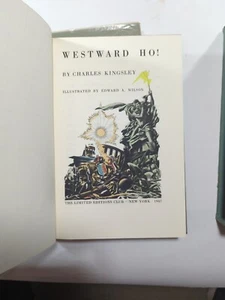 WESTWARD HO!
BY CHARLES KINGSLEY
ILLUSTRATED BY EDWARD A. WILSON
THE LIMITED EDITIONS CLUB · NEW YORK · 1947